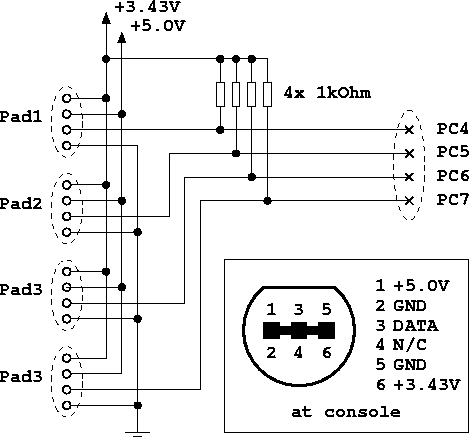 +3.43V
+5.0V
4x 1kOhm
Pad1
PC4
PC5
PC6
PC7
Pad2
Pad3
Pad3
1 3 5
2 4 6
1 +5.0V
2 GND
3 DATA
4 N/C
5 GND
6 +3.43V
at console